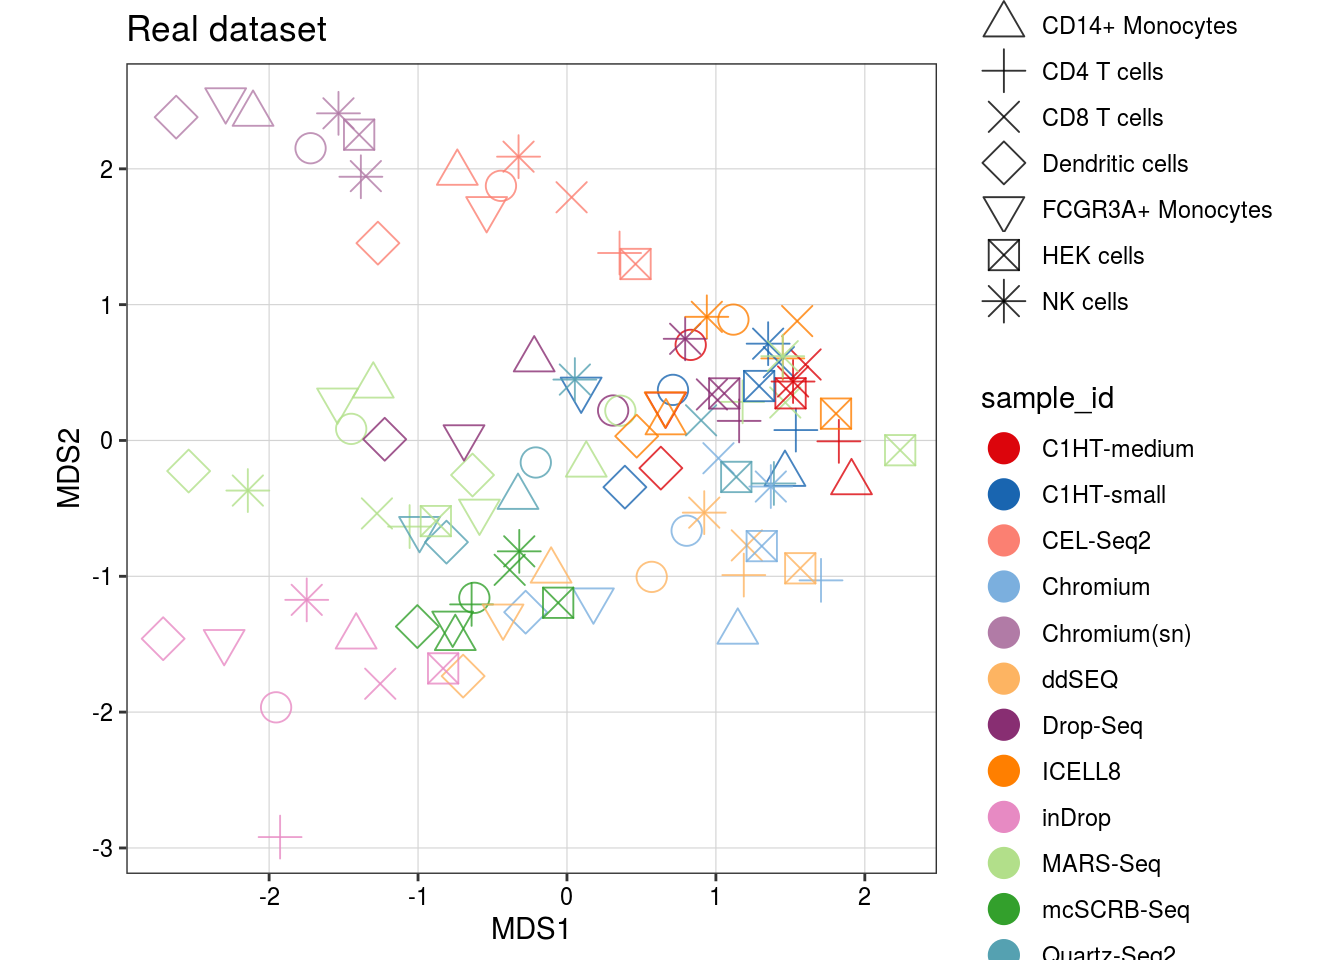 Real dataset
MDS2
2
1
0
-1
-2
-3
-2
-1
0
1
2
MDS1
CD14+ Monocytes
CD4 T cells
CD8 T cells
Dendritic cells
FCGR3A+ Monocytes
HEK cells
NK cells
sample_id
C1HT-medium
C1HT-small
CEL-Seq2
Chromium
Chromium(sn)
ddSEQ
Drop-Seq
ICELL8
inDrop
MARS-Seq
mcSCRB-Seq
Quartz-Seq2